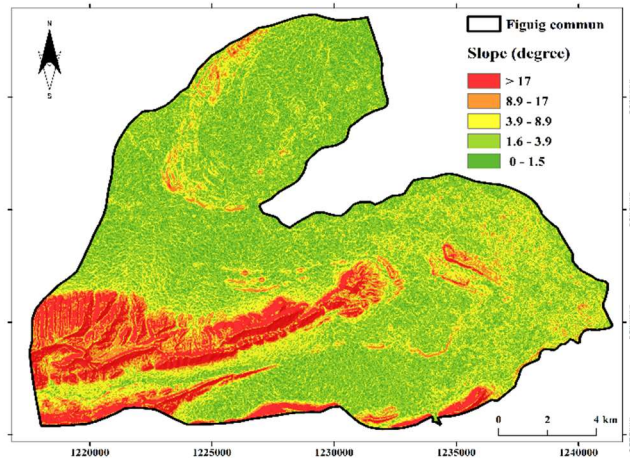 N
S
Figuig commun
Slope (degree)
> 17
8.9 - 17
3.9 - 8.9
1.6 - 3.9
0 - 1.5
0 2 4 km
1220000 1225000 1230000 1235000 1240000